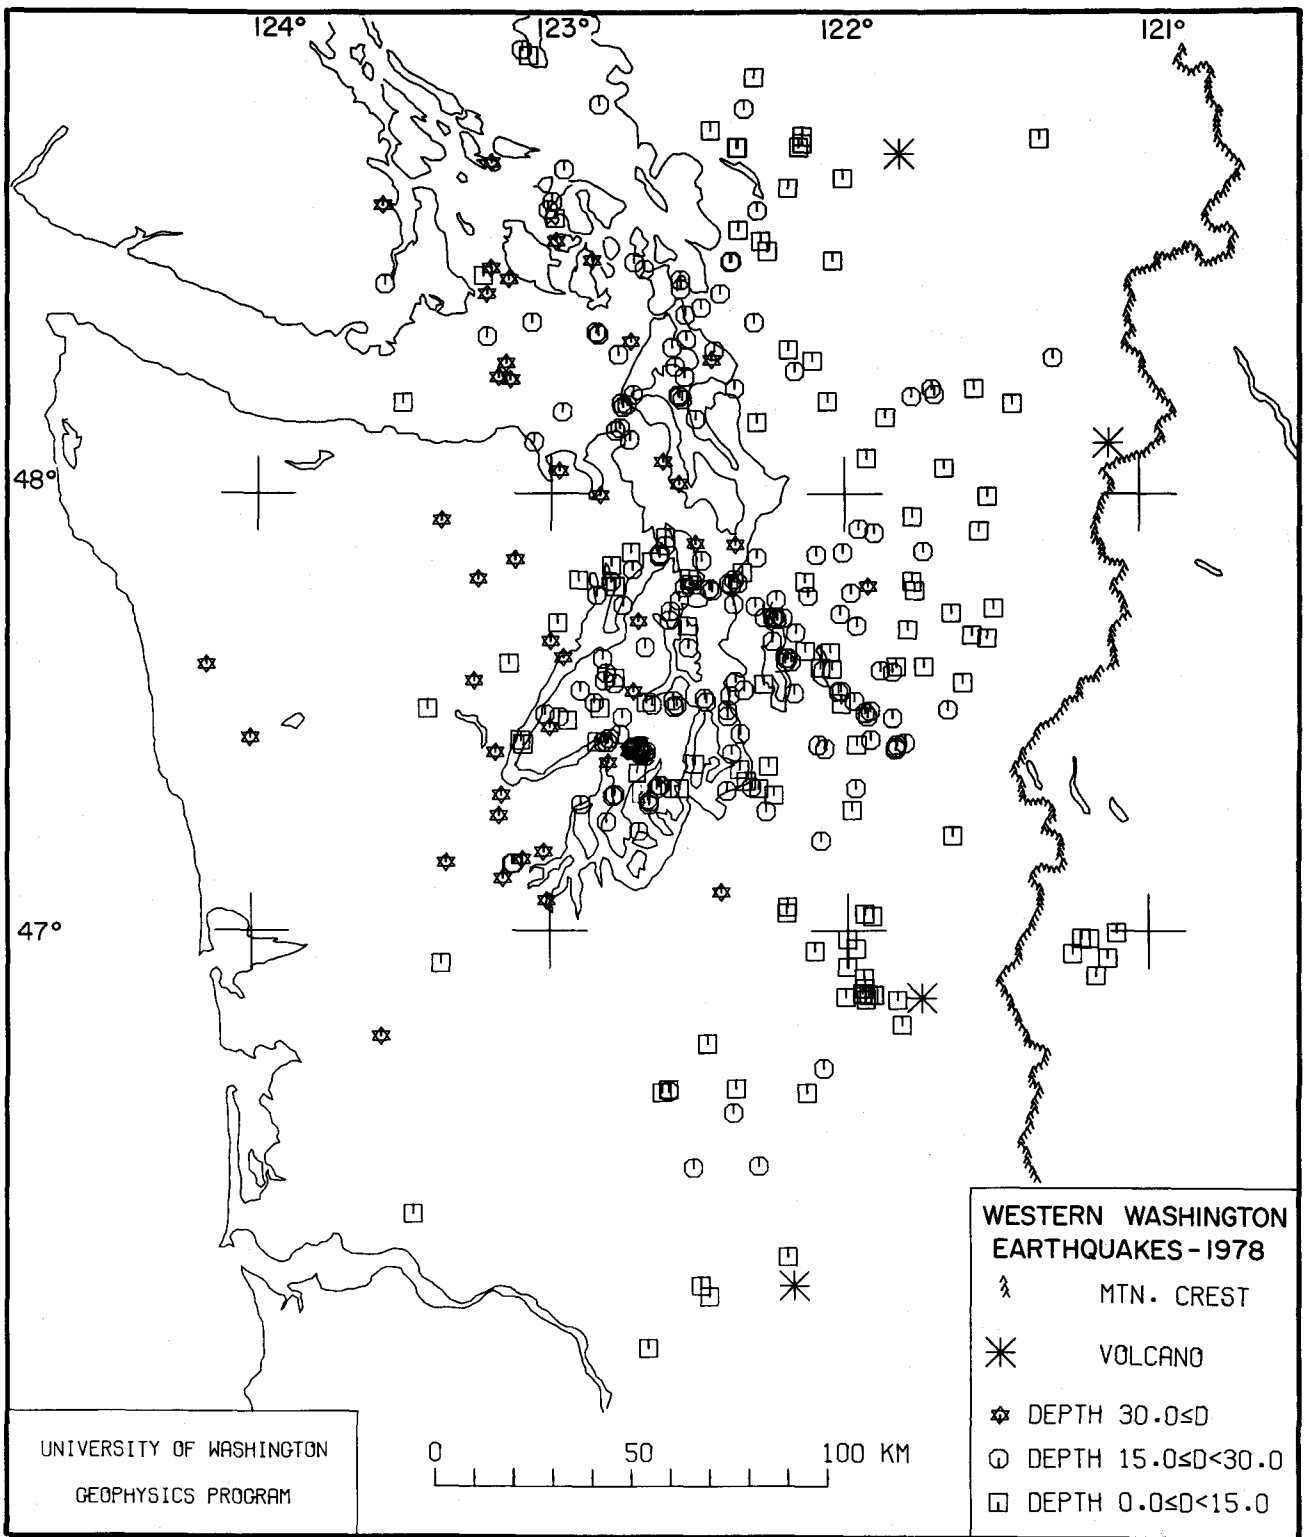 124° 123° 122° 121°
48°
47°
WESTERN WASHINGTON
EARTHQUAKES-1978
MTN. CREST
VOLCANO
DEPTH 30.0≤D
DEPTH 15.0≤D<30.0
DEPTH 0.0≤D<15.0
UNIVERSITY OF WASHINGTON
GEOPHYSICS PROGRAM
0 50 100 KM